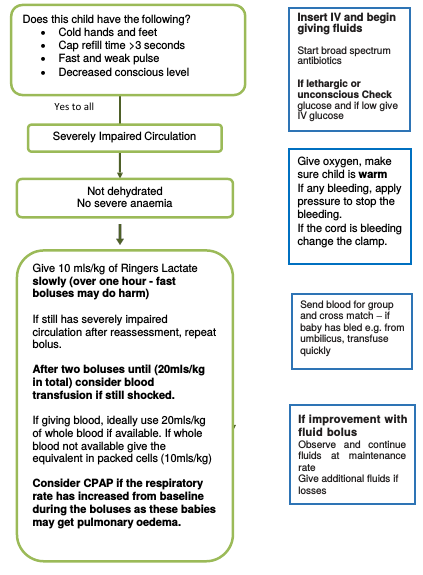 Does this child have the following?
• Cold hands and feet
• Cap refill time >3 seconds
• Fast and weak pulse
• Decreased conscious level
Yes to all
Severely Impaired Circulation
Not dehydrated
No severe anaemia
Give 10 mls/kg of Ringers Lactate
slowly (over one hour - fast
boluses may do harm)
If still has severely impaired
circulation after reassessment, repeat
bolus.
After two boluses until (20mls/kg
in total) consider blood
transfusion if still shocked.
If giving blood, ideally use 20mls/kg
of whole blood if available. If whole
blood not available give the
equivalent in packed cells (10mls/kg)
Consider CPAP if the respiratory
rate has increased from baseline
during the boluses as these babies
may get pulmonary oedema.
Insert IV and begin
giving fluids
Start broad spectrum
antibiotics
If lethargic or
unconscious Check
glucose and if low give
IV glucose
Give oxygen, make
sure child is warm
If any bleeding, apply
pressure to stop the
bleeding.
If the cord is bleeding
change the clamp.
Send blood for group
and cross match – if
baby has bled e.g. from
umbilicus, transfuse
quickly
If improvement with
fluid bolus
Observe and continue
fluids at maintenance
rate
Give additional fluids if
losses